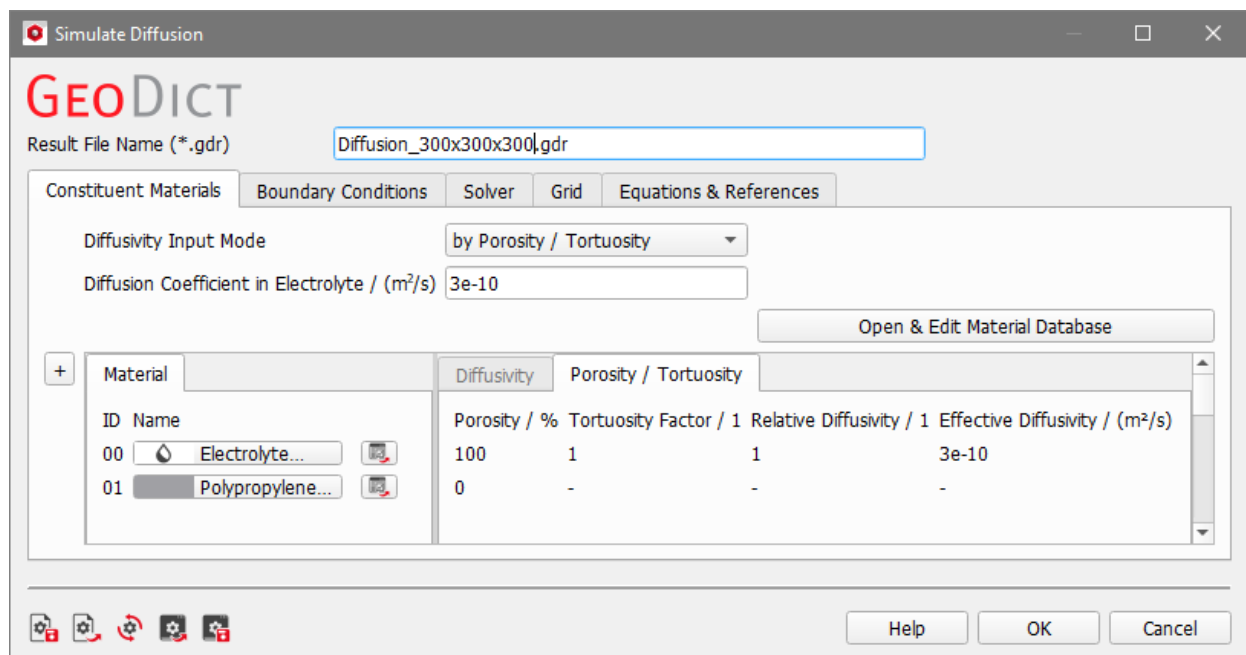 Simulate Diffusion
GEODICT
Result File Name (*.gdr) Diffusion_300x300x300.gdr
Constituent Materials Boundary Conditions Solver Grid Equations & References
Diffusivity Input Mode by Porosity / Tortuosity
Diffusion Coefficient in Electrolyte / (m²/s) 3e-10
Open & Edit Material Database
+ Material Diffusivity Porosity / Tortuosity
ID Name Porosity / % Tortuosity Factor / 1 Relative Diffusivity / 1 Effective Diffusivity / (m²/s)
00 Electrolyte... 100 1 1 3e-10
01 Polypropylene... 0 - - -
Help OK Cancel